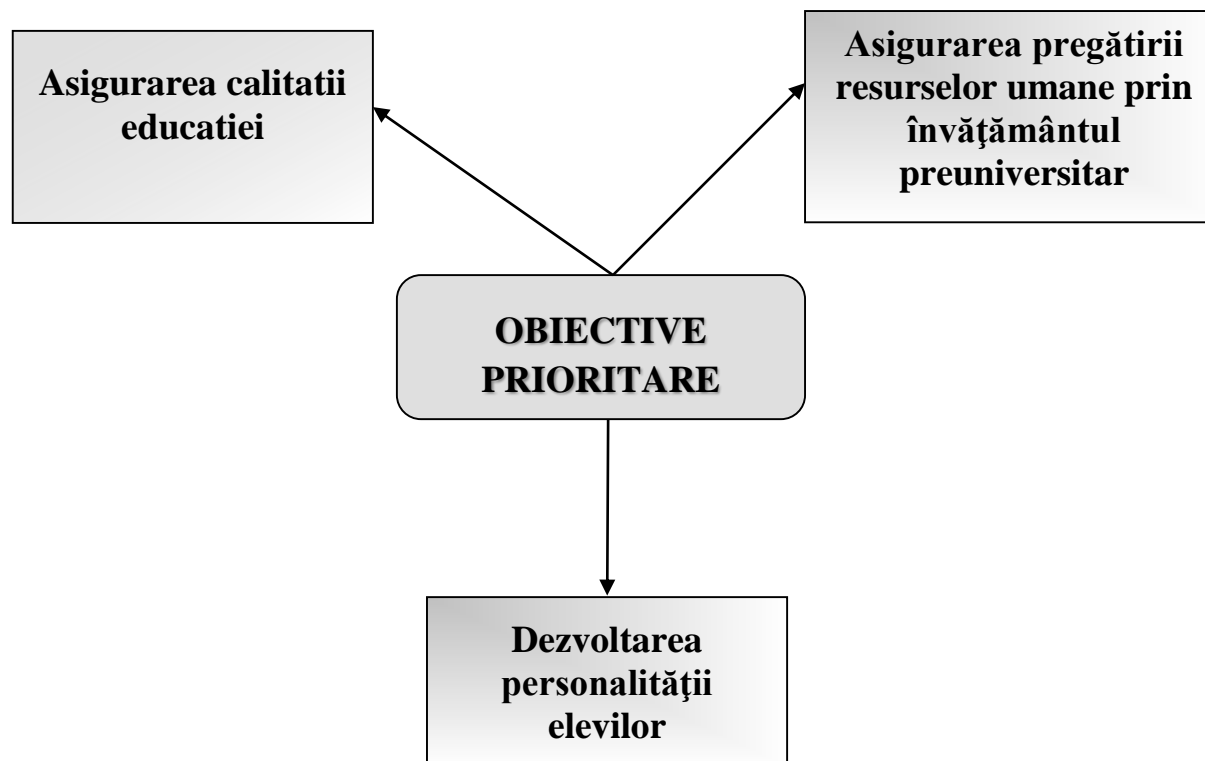 Asigurarea calitatii
educatiei
Asigurarea pregătirii
resurselor umane prin
învăţământul
preuniversitar
OBIECTIVE
PRIORITARE
Dezvoltarea
personalităţii
elevilor